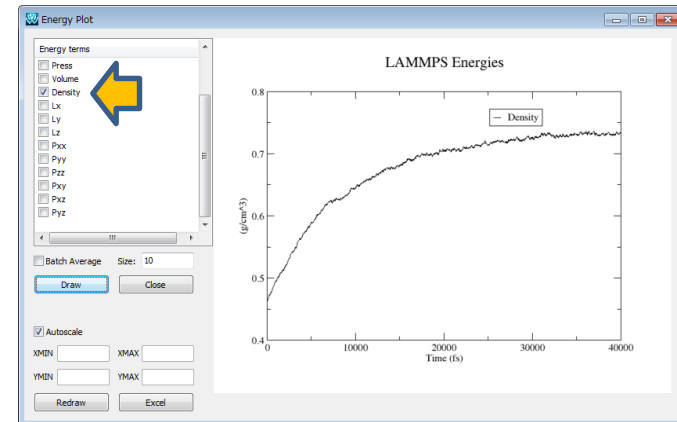 Energy Plot
Energy terms
Press
Volume
Density
Lx
Ly
Lz
Pxx
Pyy
Pzz
Pxy
Pxz
Pyz
Batch Average Size: 10
Draw Close
Autoscale
XMIN XMAX
YMIN YMAX
Redraw Excel
LAMMPS Energies
Density
(g/cm^3)
0.8
0.7
0.6
0.5
0.4
0 10000 20000 30000 40000
Time (fs)